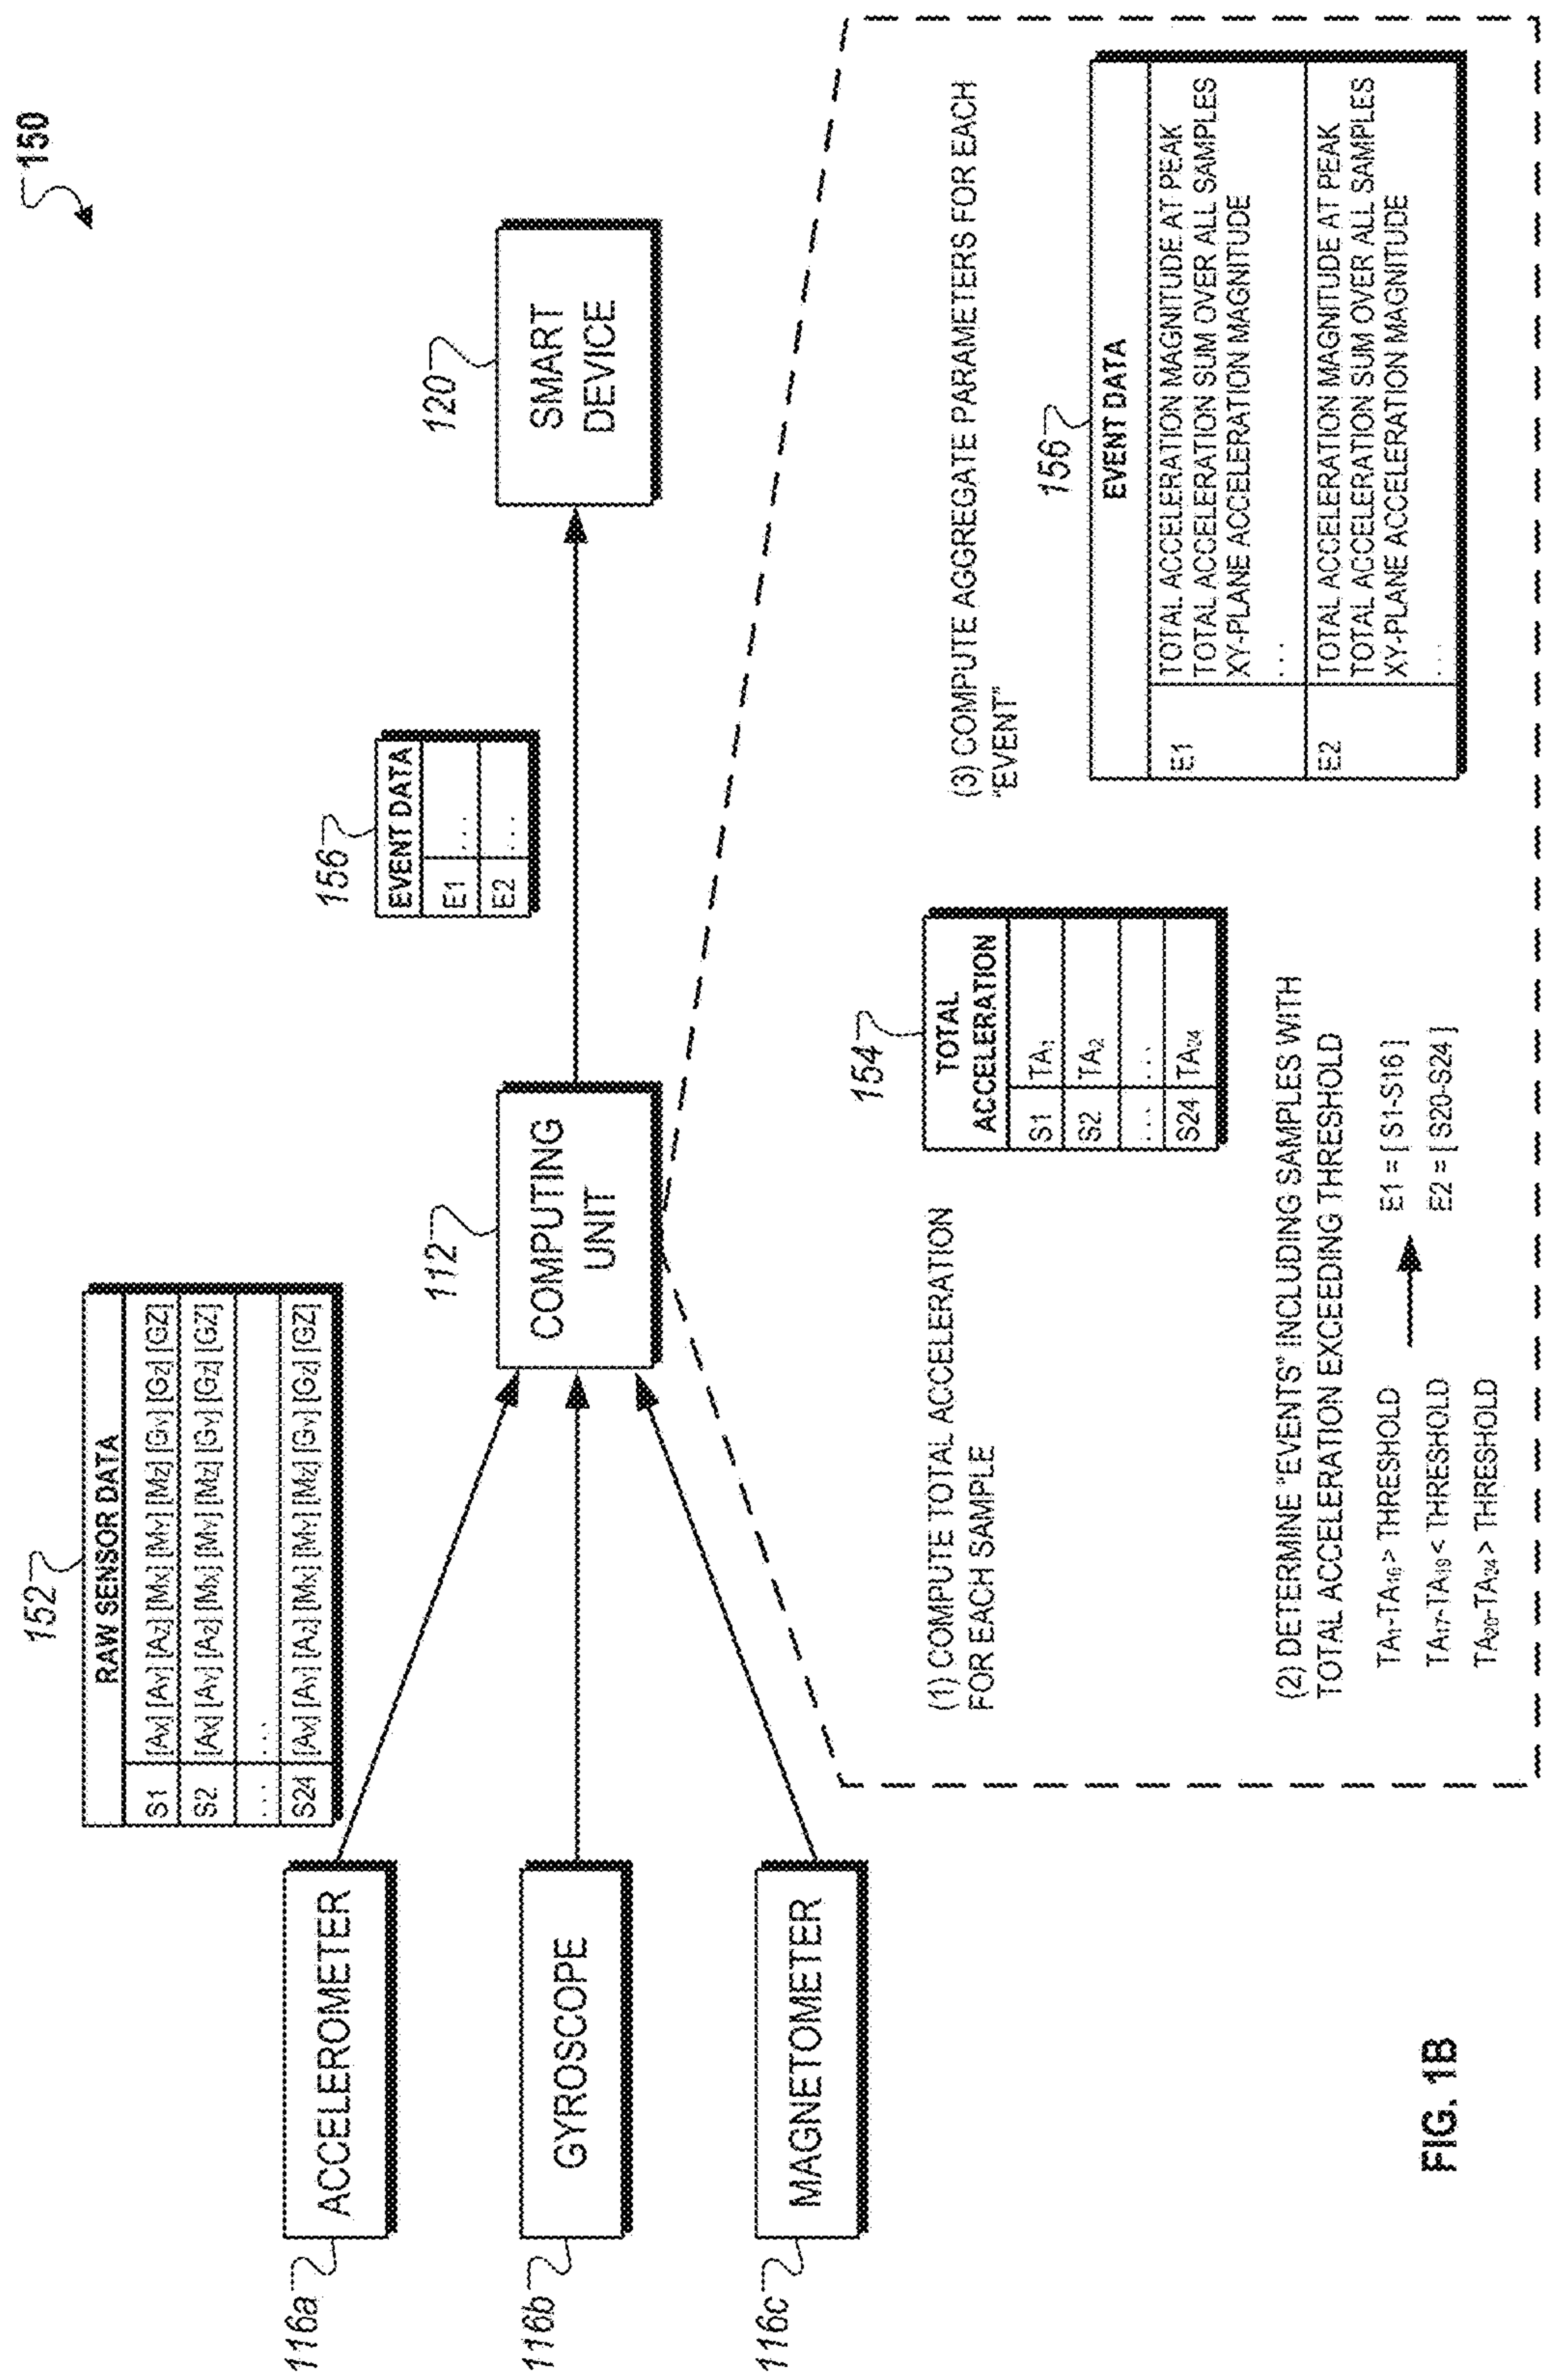 150
152
RAW SENSOR DATA
S1 [Ax] [Ay] [Az] [Mx] [My] [Mz] [Gy] [Gz] [GZ]
S2 [Ax] [Ay] [Az] [Mx] [My] [Mz] [Gy] [Gz] [GZ]
... ...
S24 [Ax] [Ay] [Az] [Mx] [My] [Mz] [Gy] [Gz] [GZ]
116a
ACCELEROMETER
116b
GYROSCOPE
116c
MAGNETOMETER
112
COMPUTING
UNIT
156
EVENT DATA
E1 ...
E2 ...
120
SMART
DEVICE
(1) COMPUTE TOTAL ACCELERATION
FOR EACH SAMPLE
154
TOTAL
ACCELERATION
S1 TA1
S2 TA2
... ...
S24 TA24
(2) DETERMINE "EVENTS" INCLUDING SAMPLES WITH
TOTAL ACCELERATION EXCEEDING THRESHOLD
TA1-TA16> THRESHOLD
TA17-TA19 < THRESHOLD
TA20-TA24 > THRESHOLD
E1 = [ S1-S16 ]
E2 = [ S20-S24 ]
(3) COMPUTE AGGREGATE PARAMETERS FOR EACH
"EVENT"
156
EVENT DATA
E1 TOTAL ACCELERATION MAGNITUDE AT PEAK
TOTAL ACCELERATION SUM OVER ALL SAMPLES
XY-PLANE ACCELERATION MAGNITUDE
...
E2 TOTAL ACCELERATION MAGNITUDE AT PEAK
TOTAL ACCELERATION SUM OVER ALL SAMPLES
XY-PLANE ACCELERATION MAGNITUDE
...
FIG. 1B